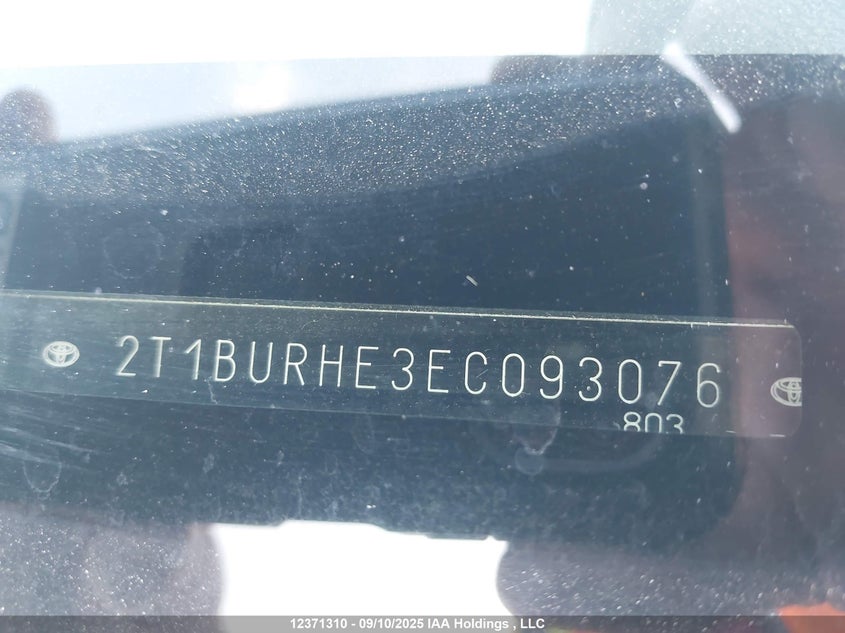 2T1BURHE3EC093076
803
12371310 - 09/10/2025 IAA Holdings , LLC